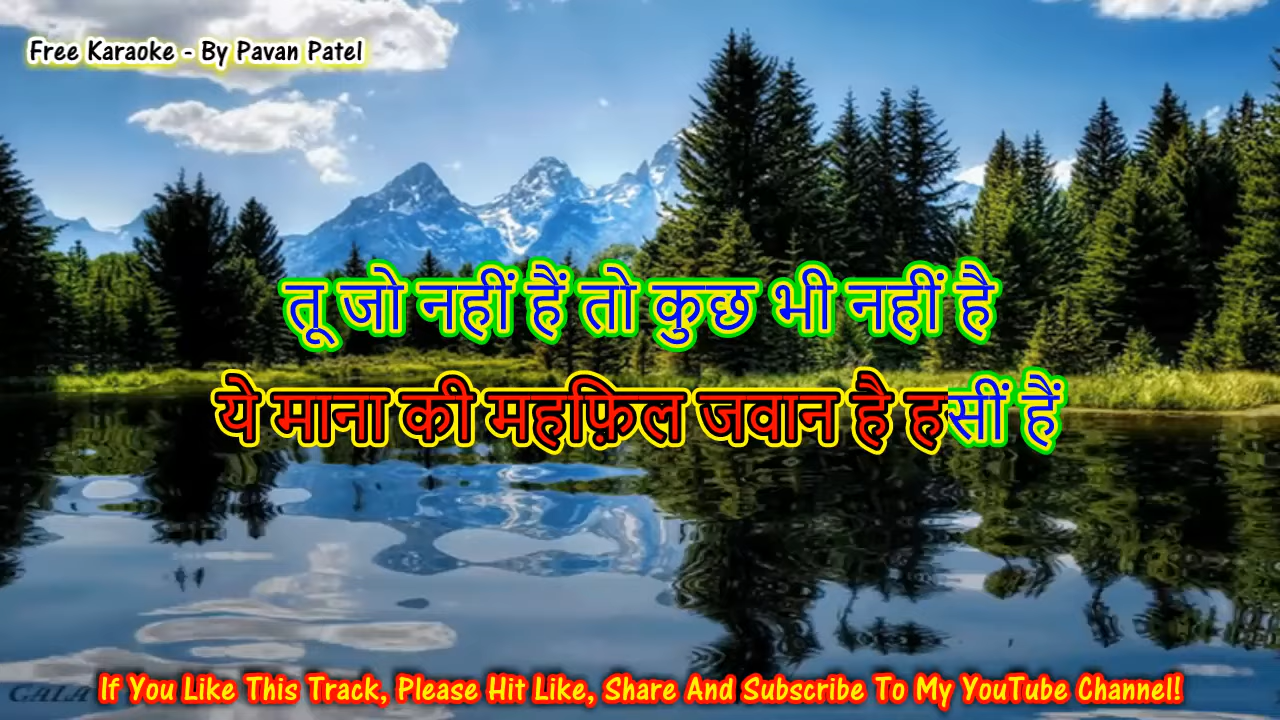 Free Karaoke - By Pavan Patel
तू जो नहीं हैं तो कुछ भी नहीं है
ये माना की महफ़िल जवान है हसीं हैं
If You Like This Track, Please Hit Like, Share And Subscribe To My YouTube Channel!